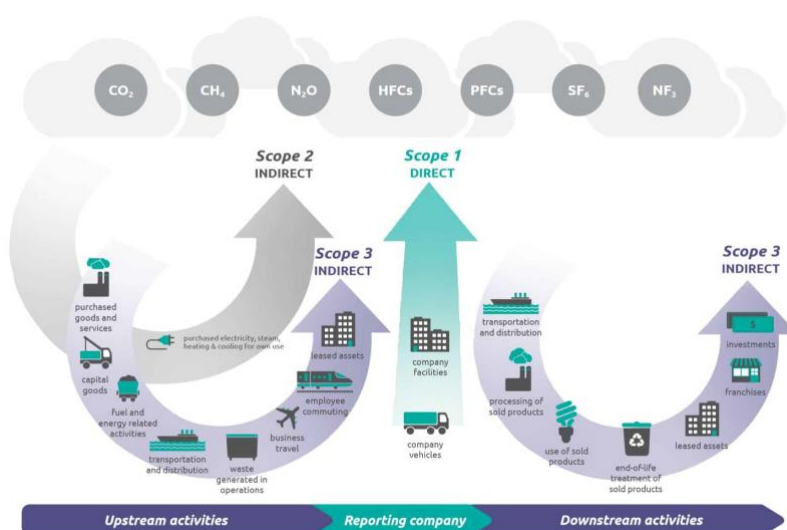 CO₂
CH₄
N₂O
HFCs
PFCs
SF₆
NF₃
Scope 2
INDIRECT
Scope 1
DIRECT
Scope 3
INDIRECT
Scope 3
INDIRECT
purchased
goods and
services
capital
goods
fuel and
energy related
activities
transportation
and distribution
waste
generated in
operations
business
travel
employee
commuting
leased assets
purchased electricity, steam,
heating & cooling for own use
company
facilities
company
vehicles
transportation
and distribution
processing of
sold products
use of sold
products
end-of-life
treatment of
sold products
leased assets
franchises
$
investments
Upstream activities
Reporting company
Downstream activities